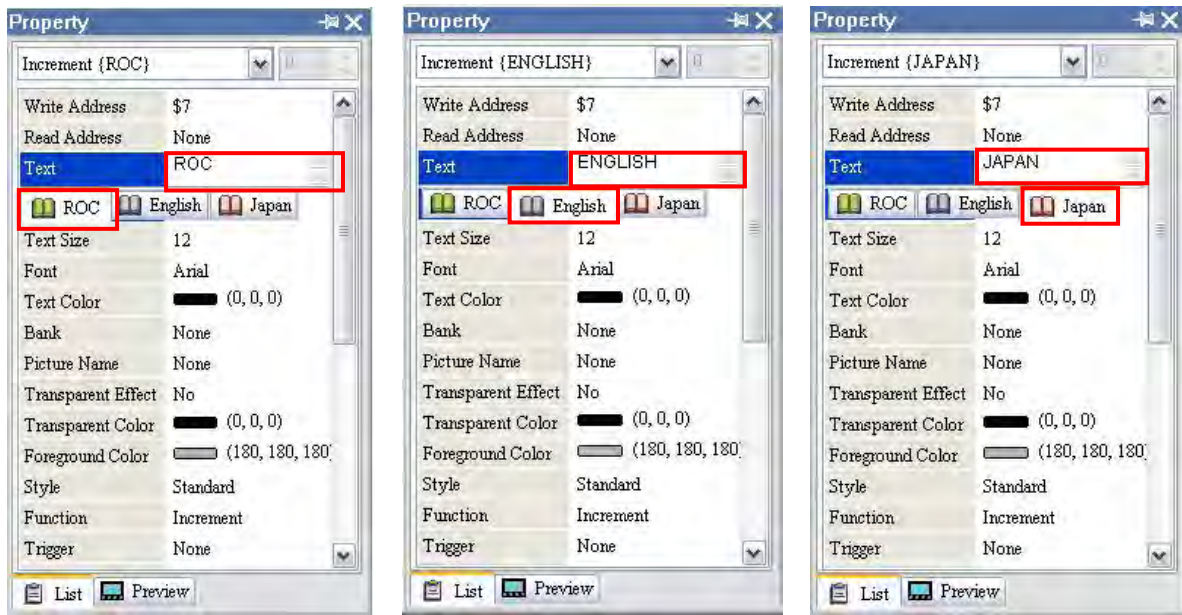 Property
Increment {ROC}
0
Write Address $7
Read Address None
Text ROC
ROC English Japan
Text Size 12
Font Arial
Text Color (0, 0, 0)
Bank None
Picture Name None
Transparent Effect No
Transparent Color (0, 0, 0)
Foreground Color (180, 180, 180
Style Standard
Function Increment
Trigger None
List Preview
Property
Increment {ENGLISH}
0
Write Address $7
Read Address None
Text ENGLISH
ROC English Japan
Text Size 12
Font Arial
Text Color (0, 0, 0)
Bank None
Picture Name None
Transparent Effect No
Transparent Color (0, 0, 0)
Foreground Color (180, 180, 180
Style Standard
Function Increment
Trigger None
List Preview
Property
Increment {JAPAN}
0
Write Address $7
Read Address None
Text JAPAN
ROC English Japan
Text Size 12
Font Arial
Text Color (0, 0, 0)
Bank None
Picture Name None
Transparent Effect No
Transparent Color (0, 0, 0)
Foreground Color (180, 180, 180
Style Standard
Function Increment
Trigger None
List Preview